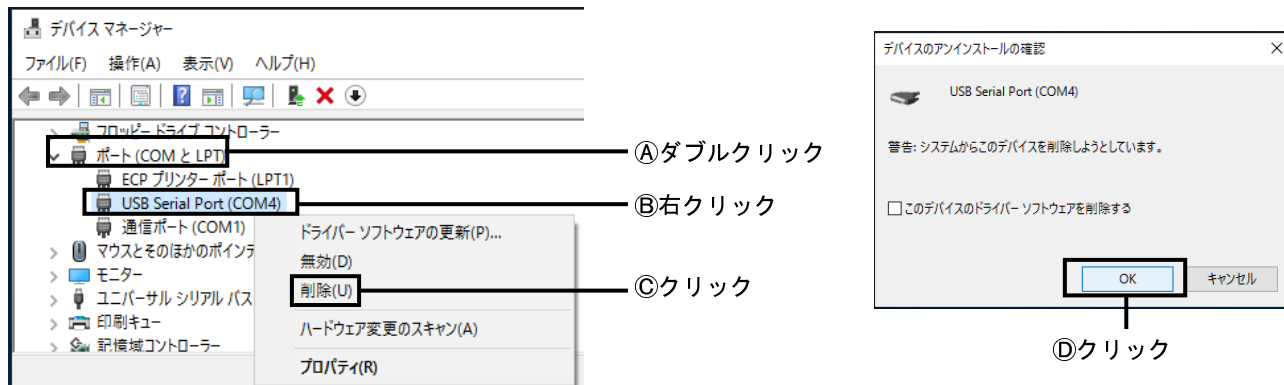 デバイス マネージャー
ファイル(F) 操作(A) 表示(V) ヘルプ(H)
フロッピー ドライブ コントローラー
ポート (COM と LPT)
ECP プリンター ポート (LPT1)
USB Serial Port (COM4)
通信ポート (COM1)
マウスとそのほかのポインテ
モニター
ユニバーサル シリアル バス
印刷キュー
記憶域コントローラー
ドライバー ソフトウェアの更新(P)...
無効(D)
削除(U)
ハードウェア変更のスキャン(A)
プロパティ(R)
Ⓐダブルクリック
Ⓑ右クリック
Ⓒクリック
デバイスのアンインストールの確認
USB Serial Port (COM4)
警告: システムからこのデバイスを削除しようとしています。
このデバイスのドライバー ソフトウェアを削除する
OK キャンセル
Ⓓクリック